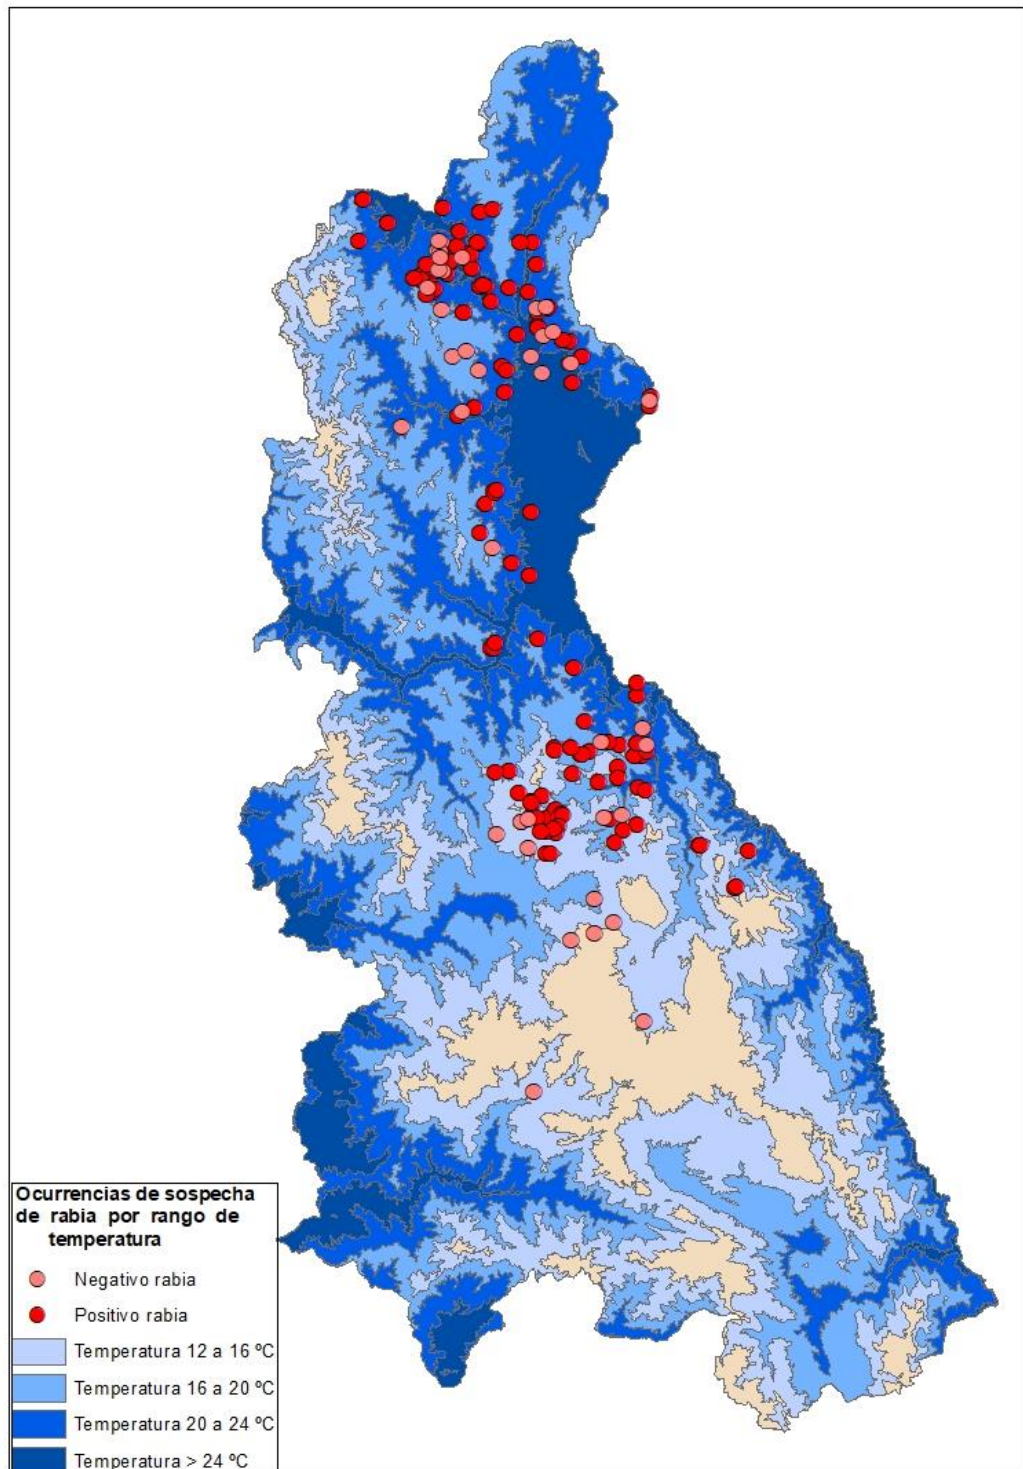 Ocurrencias de sospecha
de rabia por rango de
temperatura
Negativo rabia
Positivo rabia
Temperatura 12 a 16 ºC
Temperatura 16 a 20 ºC
Temperatura 20 a 24 ºC
Temperatura > 24 ºC